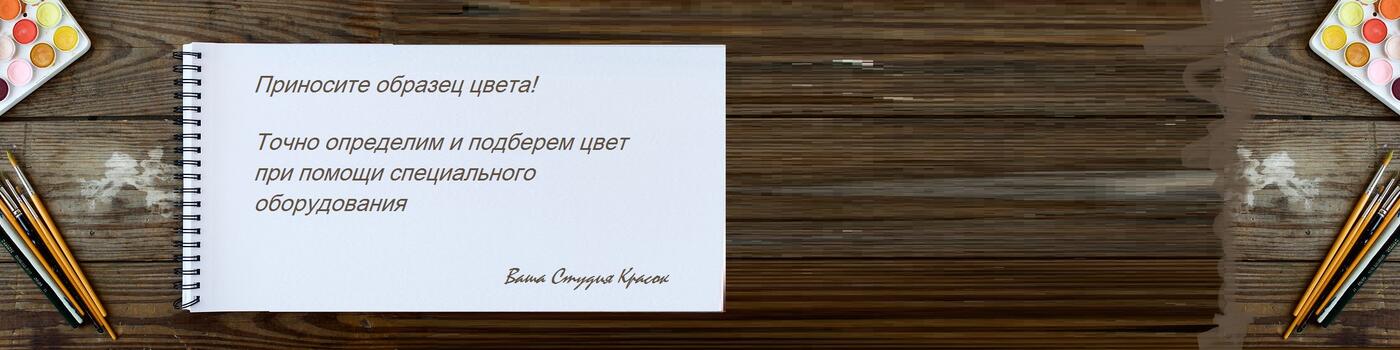 Приносите образец цвета!
Точно определим и подберем цвет
при помощи специального
оборудования
Ваша Студия Красок